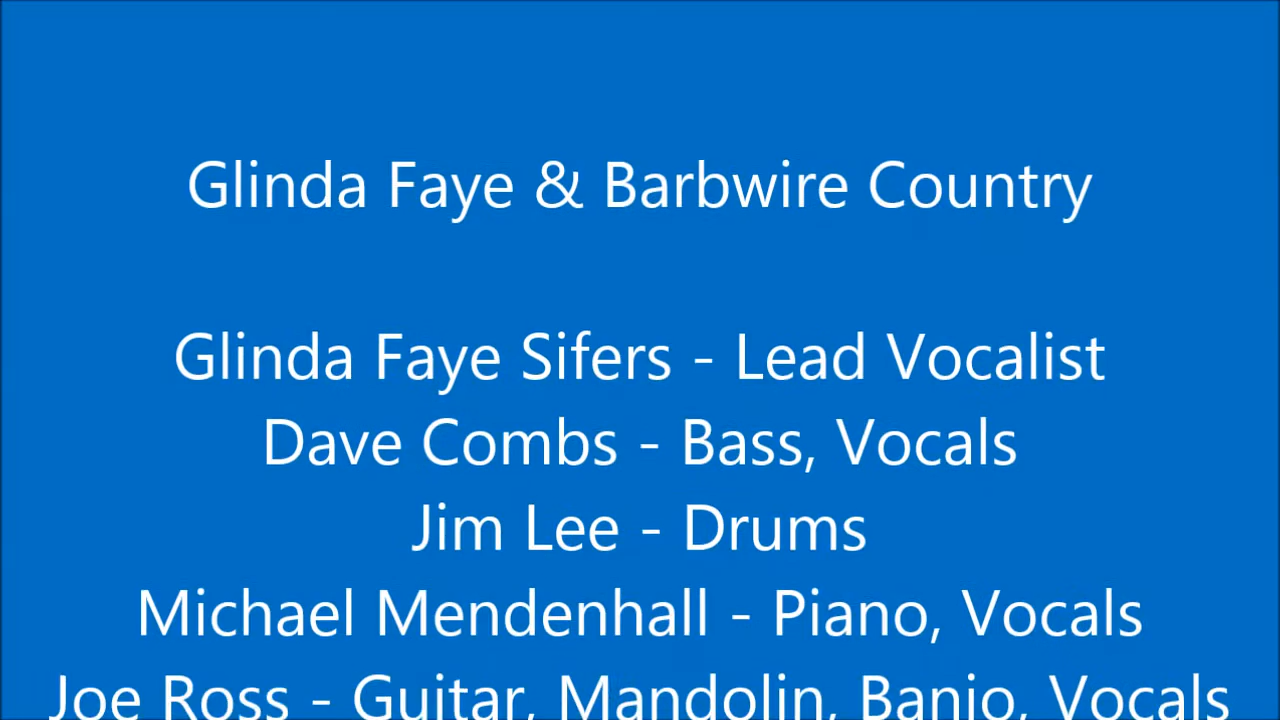 Glinda Faye & Barbwire Country
Glinda Faye Sifers - Lead Vocalist
Dave Combs - Bass, Vocals
Jim Lee - Drums
Michael Mendenhall - Piano, Vocals
Joe Ross - Guitar, Mandolin, Banjo, Vocals